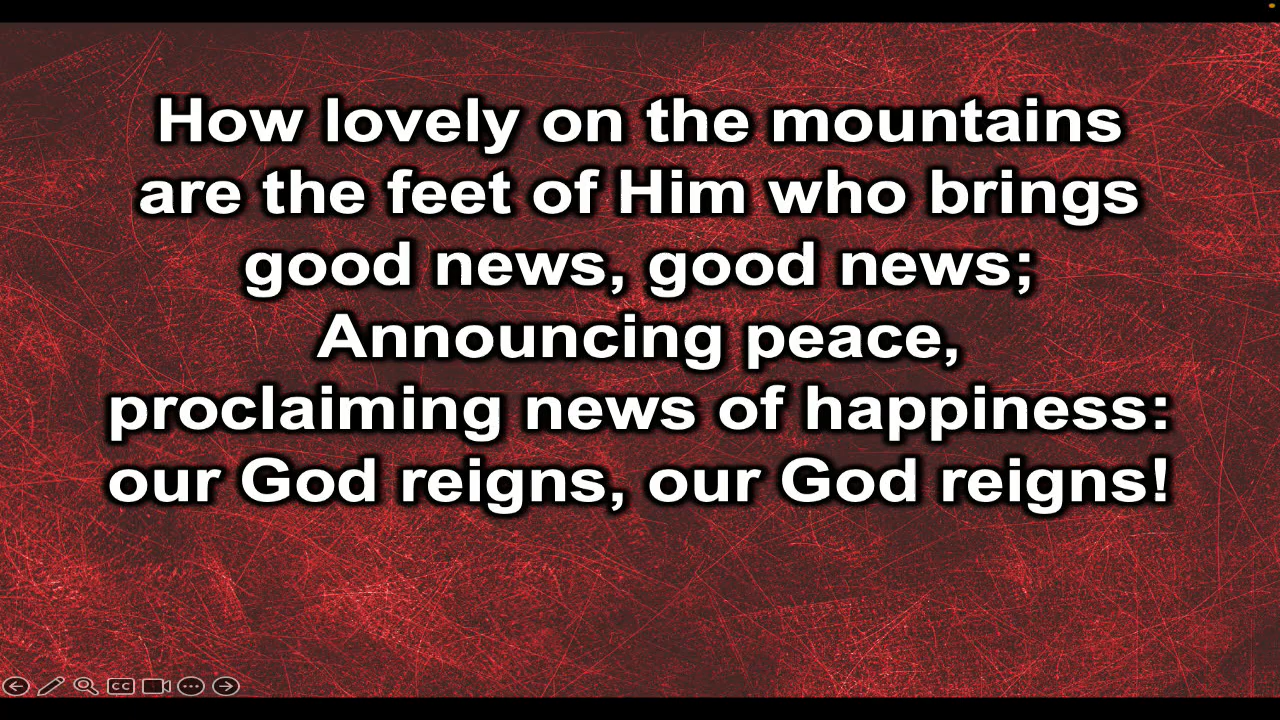 How lovely on the mountains
are the feet of Him who brings
good news, good news;
Announcing peace,
proclaiming news of happiness:
our God reigns, our God reigns!
CC